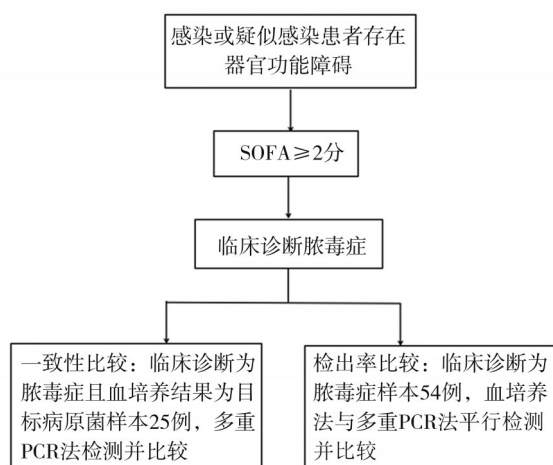 感染或疑似感染患者存在
器官功能障碍
SOFA≥2分
临床诊断脓毒症
一致性比较：临床诊断为
脓毒症且血培养结果为目
标病原菌样本25例，多重
PCR法检测并比较
检出率比较：临床诊断为
脓毒症样本54例，血培养
法与多重PCR法平行检测
并比较